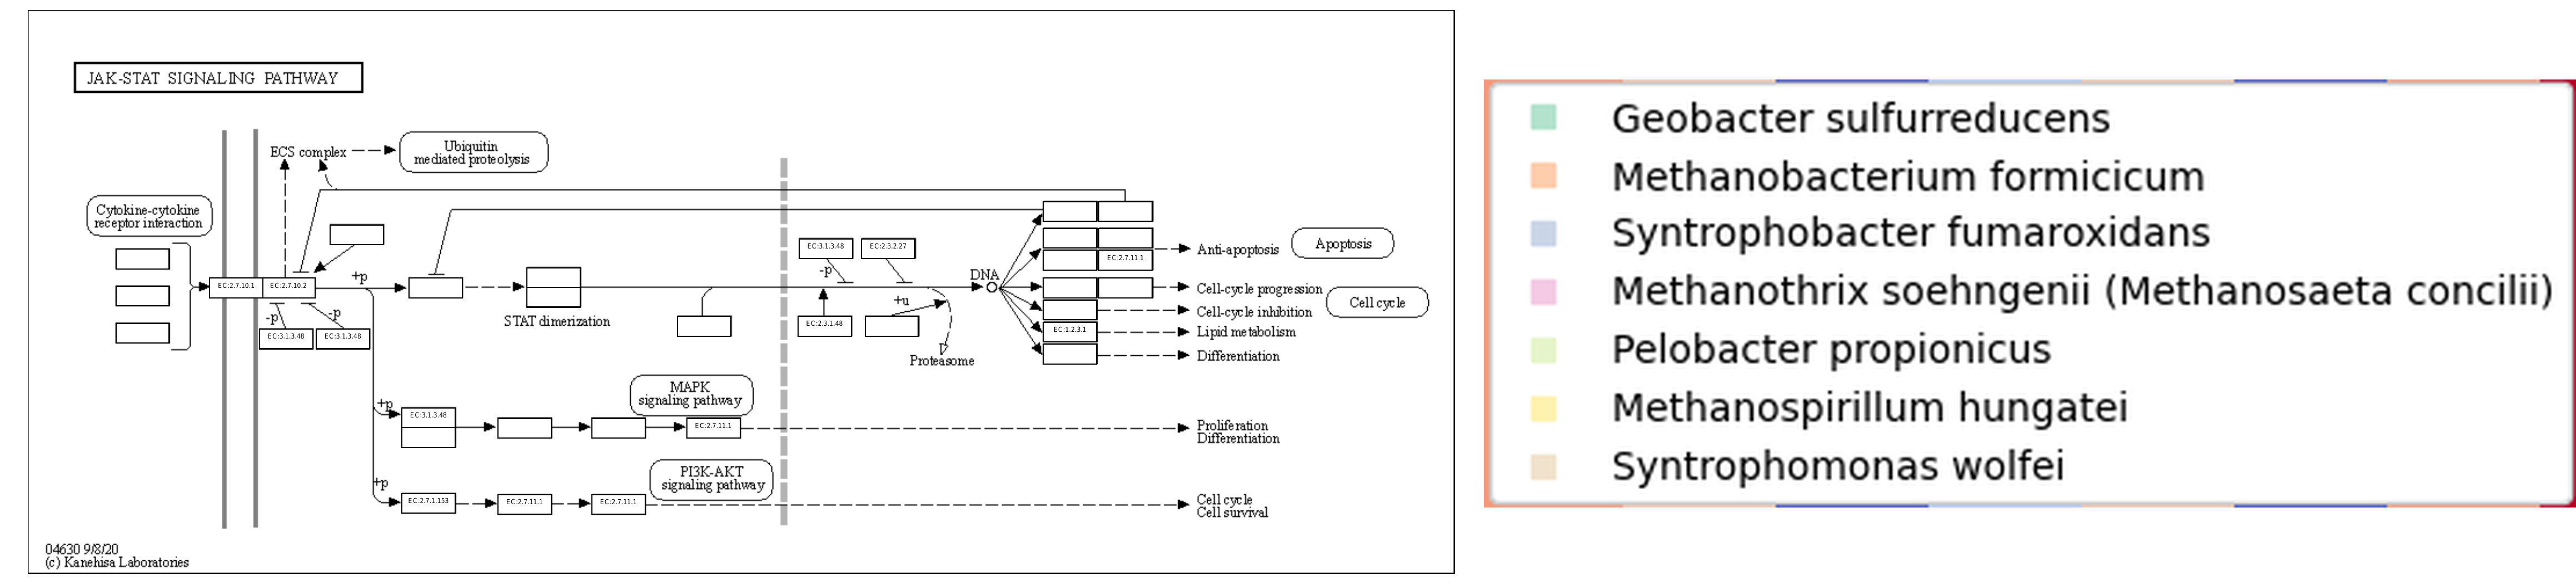 JAK-STAT SIGNALING PATHWAY
ECS complex
Ubiquitin
mediated proteolysis
Cytokine-cytokine
receptor interaction
EC:2.7.10.1
EC:2.7.10.2
+p
-p
-p
EC:3.1.3.48
EC:3.1.3.48
STAT dimerization
EC:3.1.3.48
EC:2.3.2.27
-p
+u
EC:2.3.1.48
Proteasome
DNA
EC:2.7.11.1
EC:1.2.3.1
Anti-apoptosis
Apoptosis
Cell-cycle progression
Cell-cycle inhibition
Cell cycle
Lipid metabolism
Differentiation
MAPK
signaling pathway
+p
EC:3.1.3.48
EC:2.7.11.1
Proliferation
Differentiation
PI3K-AKT
signaling pathway
+p
EC:2.7.1.153
EC:2.7.11.1
EC:2.7.11.1
Cell cycle
Cell survival
04630 9/8/20
(c) Kanehisa Laboratories
Geobacter sulfurreducens
Methanobacterium formicicum
Syntrophobacter fumaroxidans
Methanothrix soehngenii (Methanosaeta concilii)
Pelobacter propionicus
Methanospirillum hungatei
Syntrophomonas wolfei